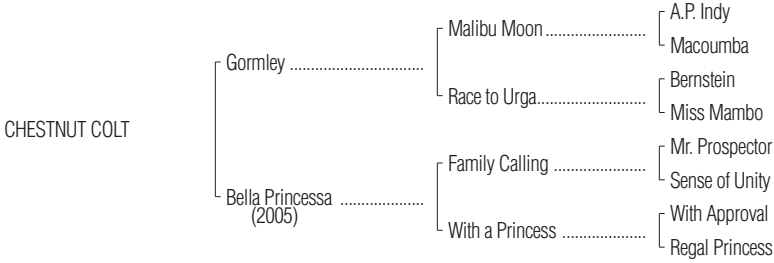 A.P. Indy
Malibu Moon ........................
Macoumba
Gormley ................................
Bernstein
Race to Urga..........................
Miss Mambo
CHESTNUT COLT
Mr. Prospector
Family Calling ......................
Sense of Unity
Bella Princessa ....................
(2005)
With Approval
With a Princess ....................
Regal Princess